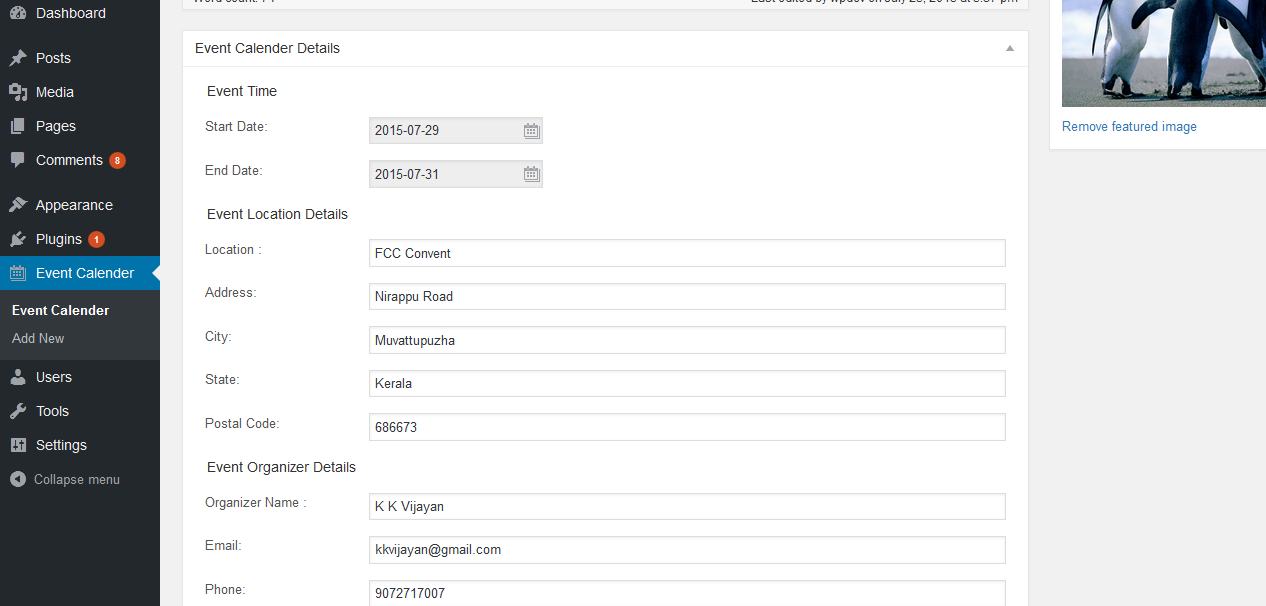 Dashboard
Posts
Media
Pages
Comments 8
Appearance
Plugins 1
Event Calender
Event Calender
Add New
Users
Tools
Settings
Collapse menu
Event Calender Details
Event Time
Start Date: 2015-07-29
End Date: 2015-07-31
Event Location Details
Location : FCC Convent
Address: Nirappu Road
City: Muvattupuzha
State: Kerala
Postal Code: 686673
Event Organizer Details
Organizer Name : K K Vijayan
Email: kkvijayan@gmail.com
Phone: 9072717007
Remove featured image